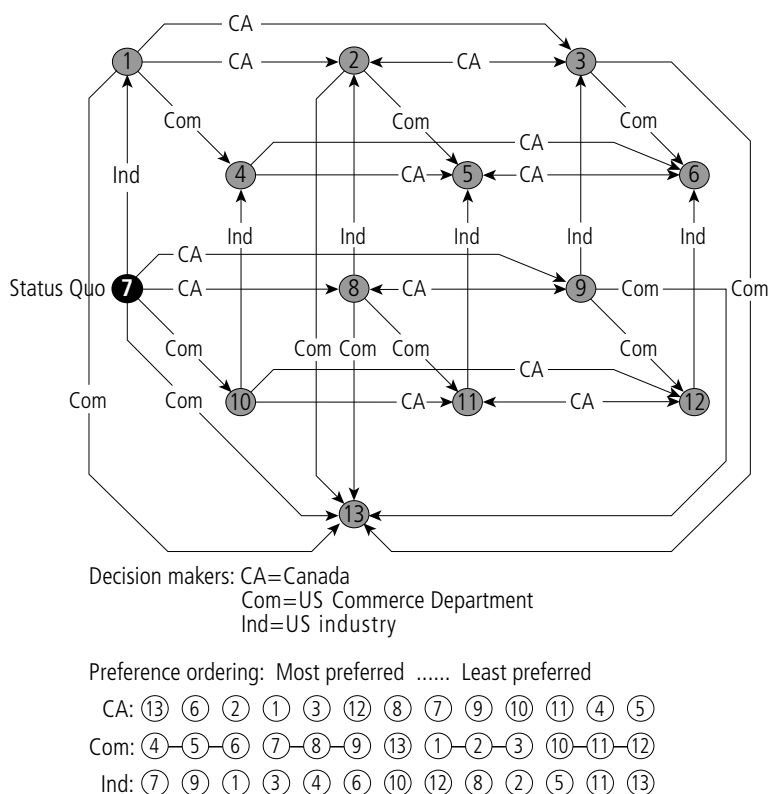 CA
1 CA 2 CA 3
Com Com Com
CA
4 CA 5 CA 6
Ind
Ind Ind Ind Ind Ind
CA
Status Quo 7 CA 8 CA 9 Com Com
Com Com Com Com Com
CA
10 CA 11 CA 12
Com Com
13
Decision makers: CA=Canada
Com=US Commerce Department
Ind=US industry
Preference ordering: Most preferred ...... Least preferred
CA: 13 6 2 1 3 12 8 7 9 10 11 4 5
Com: 4 5 6 7 8 9 13 1 2 3 10 11 12
Ind: 7 9 1 3 4 6 10 12 8 2 5 11 13